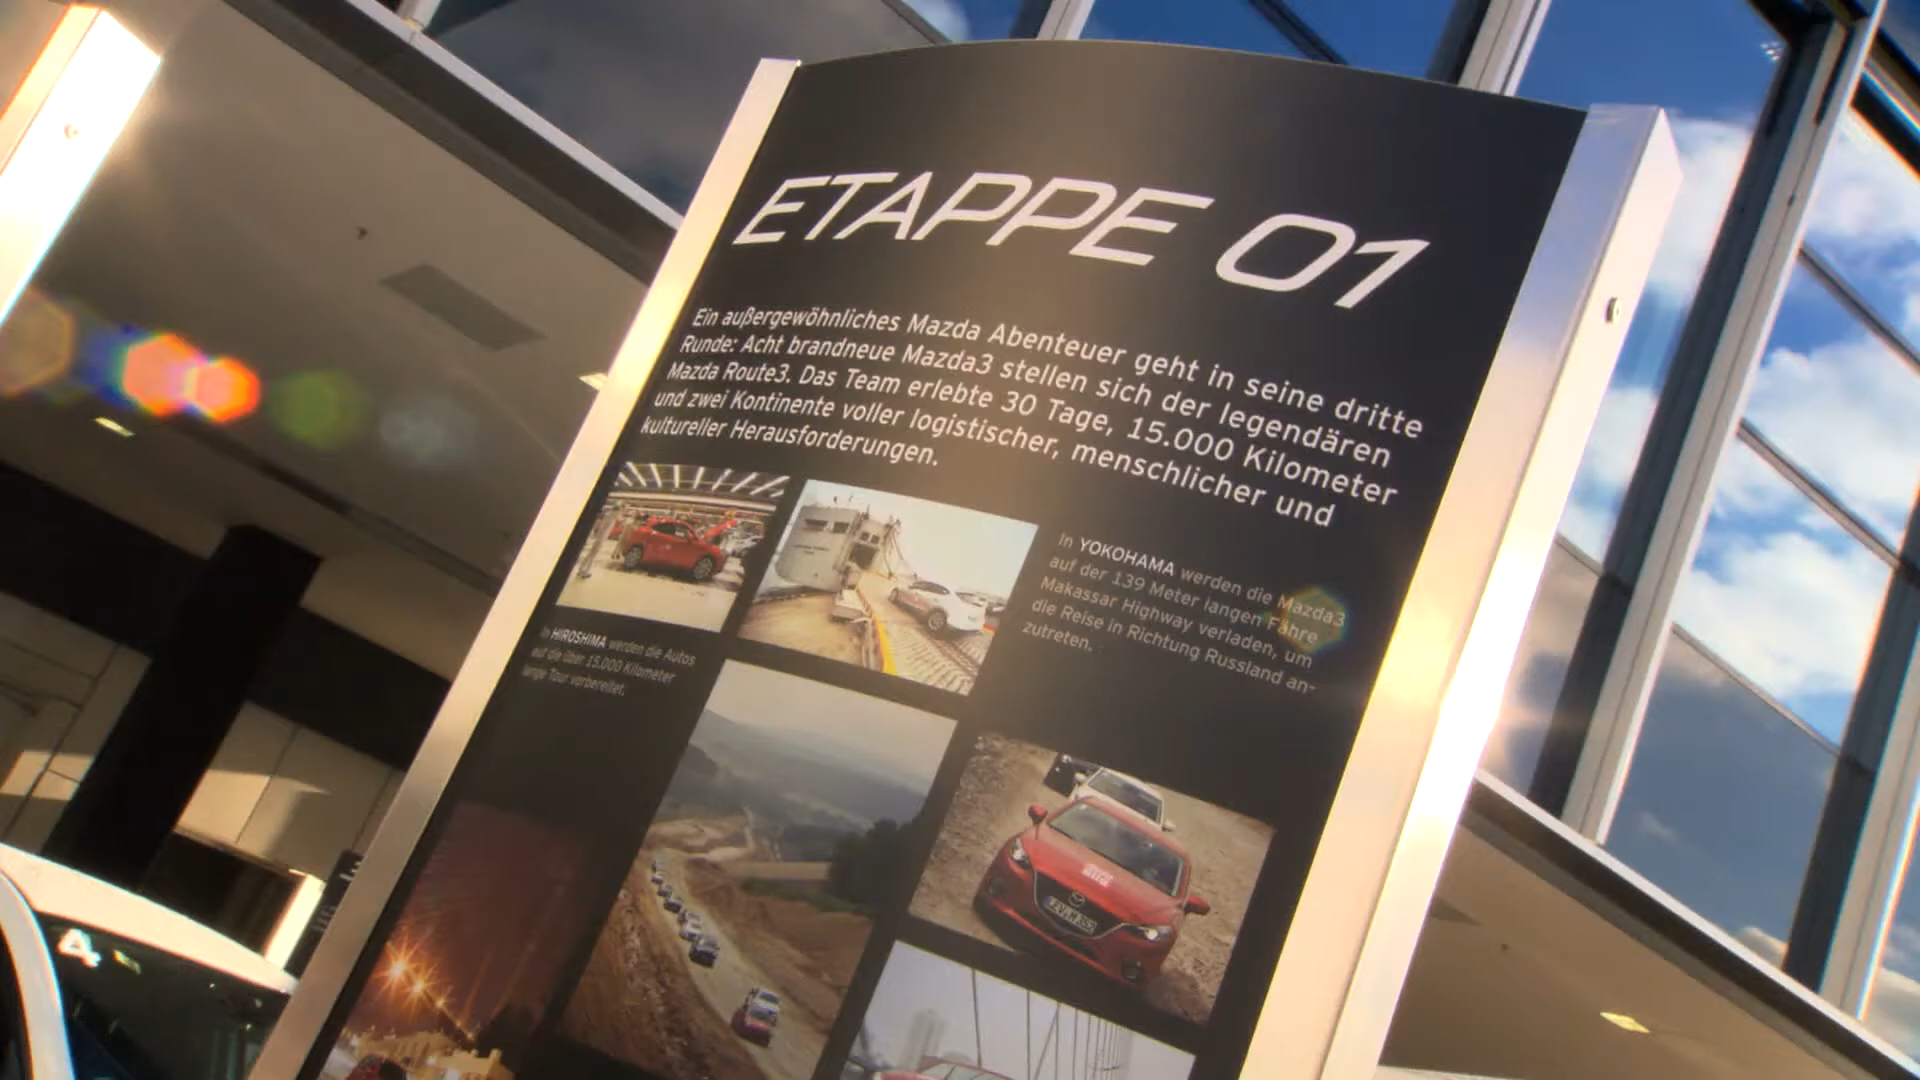 ETAPPE 01
Ein außergewöhnliches Mazda Abenteuer geht in seine dritte
Runde: Acht brandneue Mazda3 stellen sich der legendären
Mazda Route3. Das Team erlebte 30 Tage, 15.000 Kilometer
und zwei Kontinente voller logistischer, menschlicher und
kultureller Herausforderungen.
In YOKOHAMA werden die Mazda3
auf der 139 Meter langen Fähre
Makassar Highway verladen, um
die Reise in Richtung Russland an-
zutreten.
In HIROSHIMA werden die Autos
auf die über 15.000 Kilometer
lange Tour vorbereitet.
4